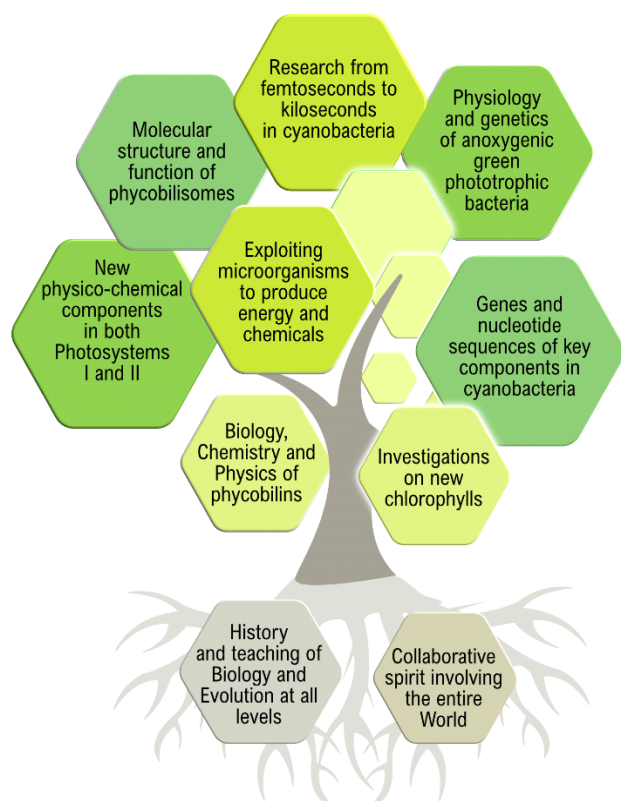 Research from
femtoseconds to
kiloseconds
in cyanobacteria
Molecular
structure and
function of
phycobilisomes
Physiology
and genetics
of anoxygenic
green
phototrophic
bacteria
New
physico-chemical
components
in both
Photosystems
I and II
Exploiting
microorganisms
to produce
energy and
chemicals
Genes and
nucleotide
sequences of key
components in
cyanobacteria
Biology,
Chemistry and
Physics of
phycobilins
Investigations
on new
chlorophylls
History
and teaching of
Biology and
Evolution at all
levels
Collaborative
spirit involving
the entire
World